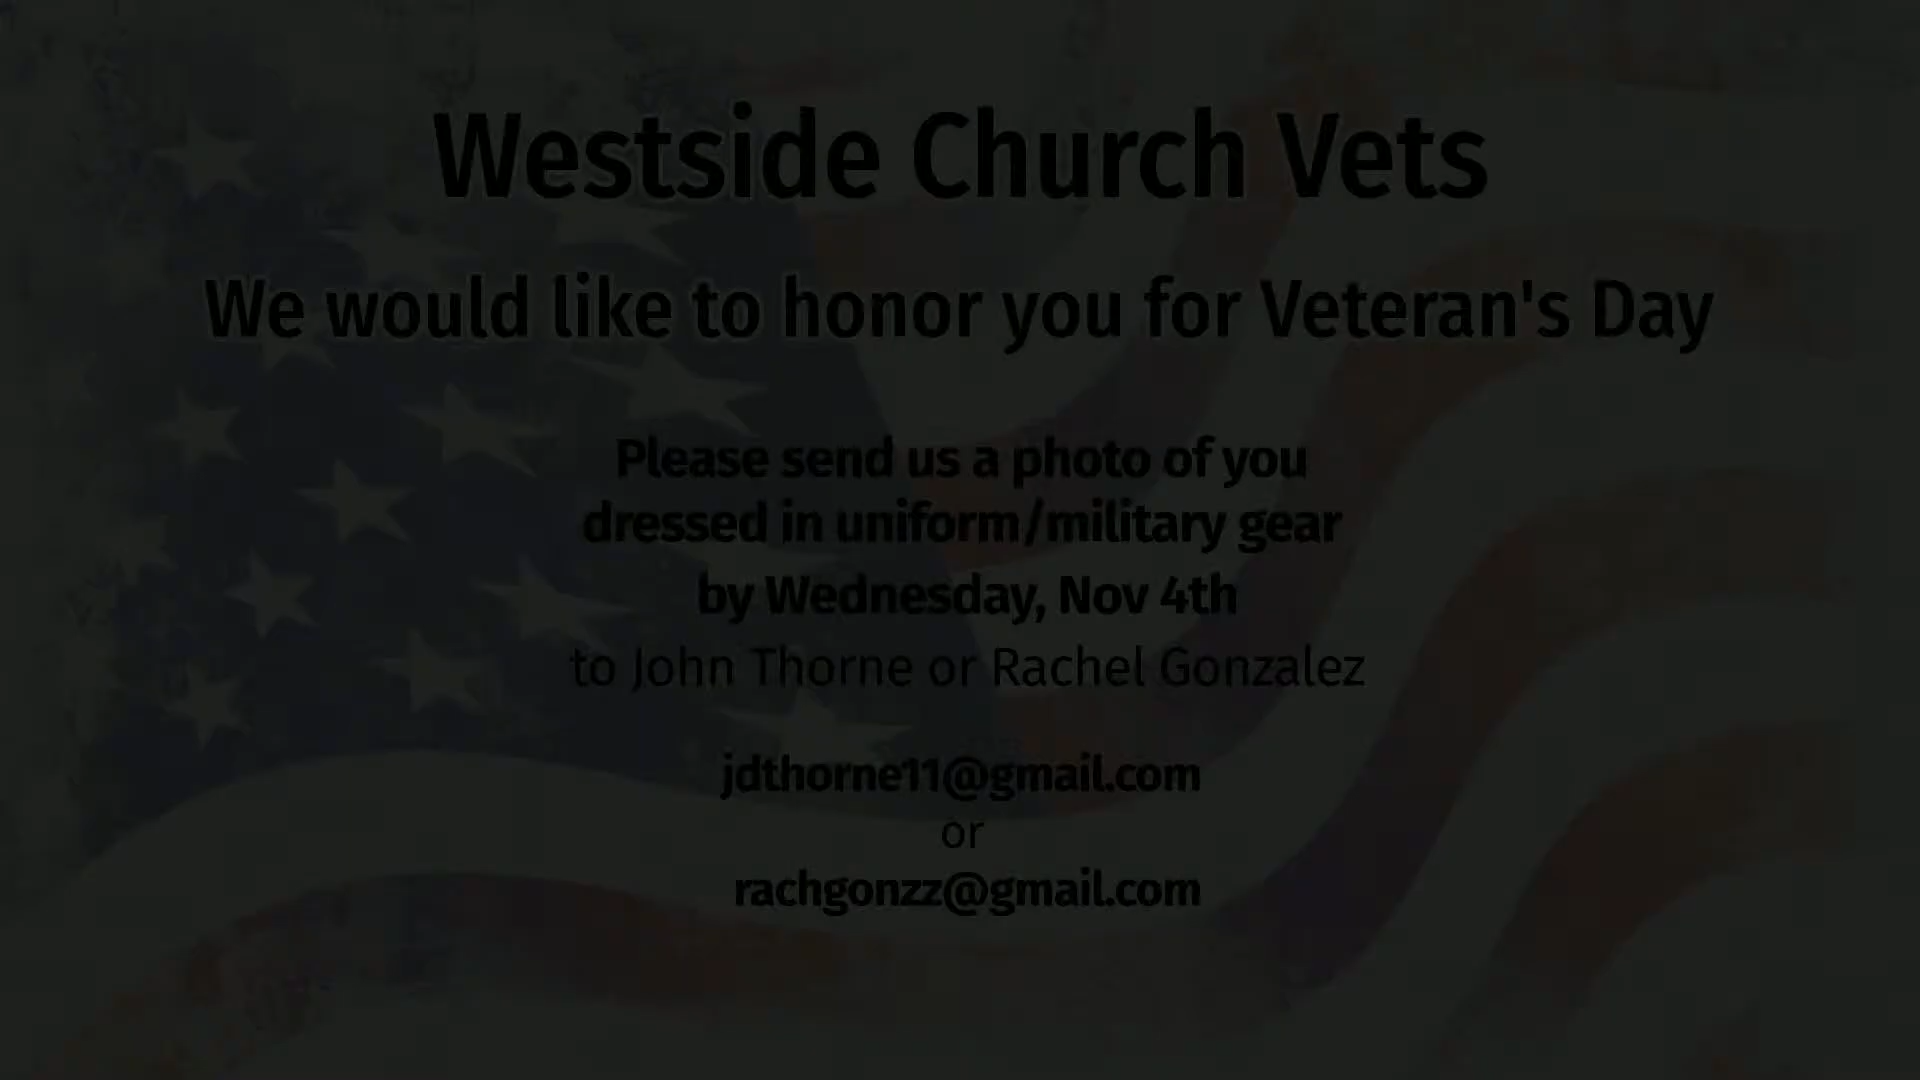 Westside Church Vets
We would like to honor you for Veteran's Day
Please send us a photo of you
dressed in uniform/military gear
by Wednesday, Nov 4th
to John Thorne or Rachel Gonzalez
jdthorne11@gmail.com
or
rachgonzz@gmail.com